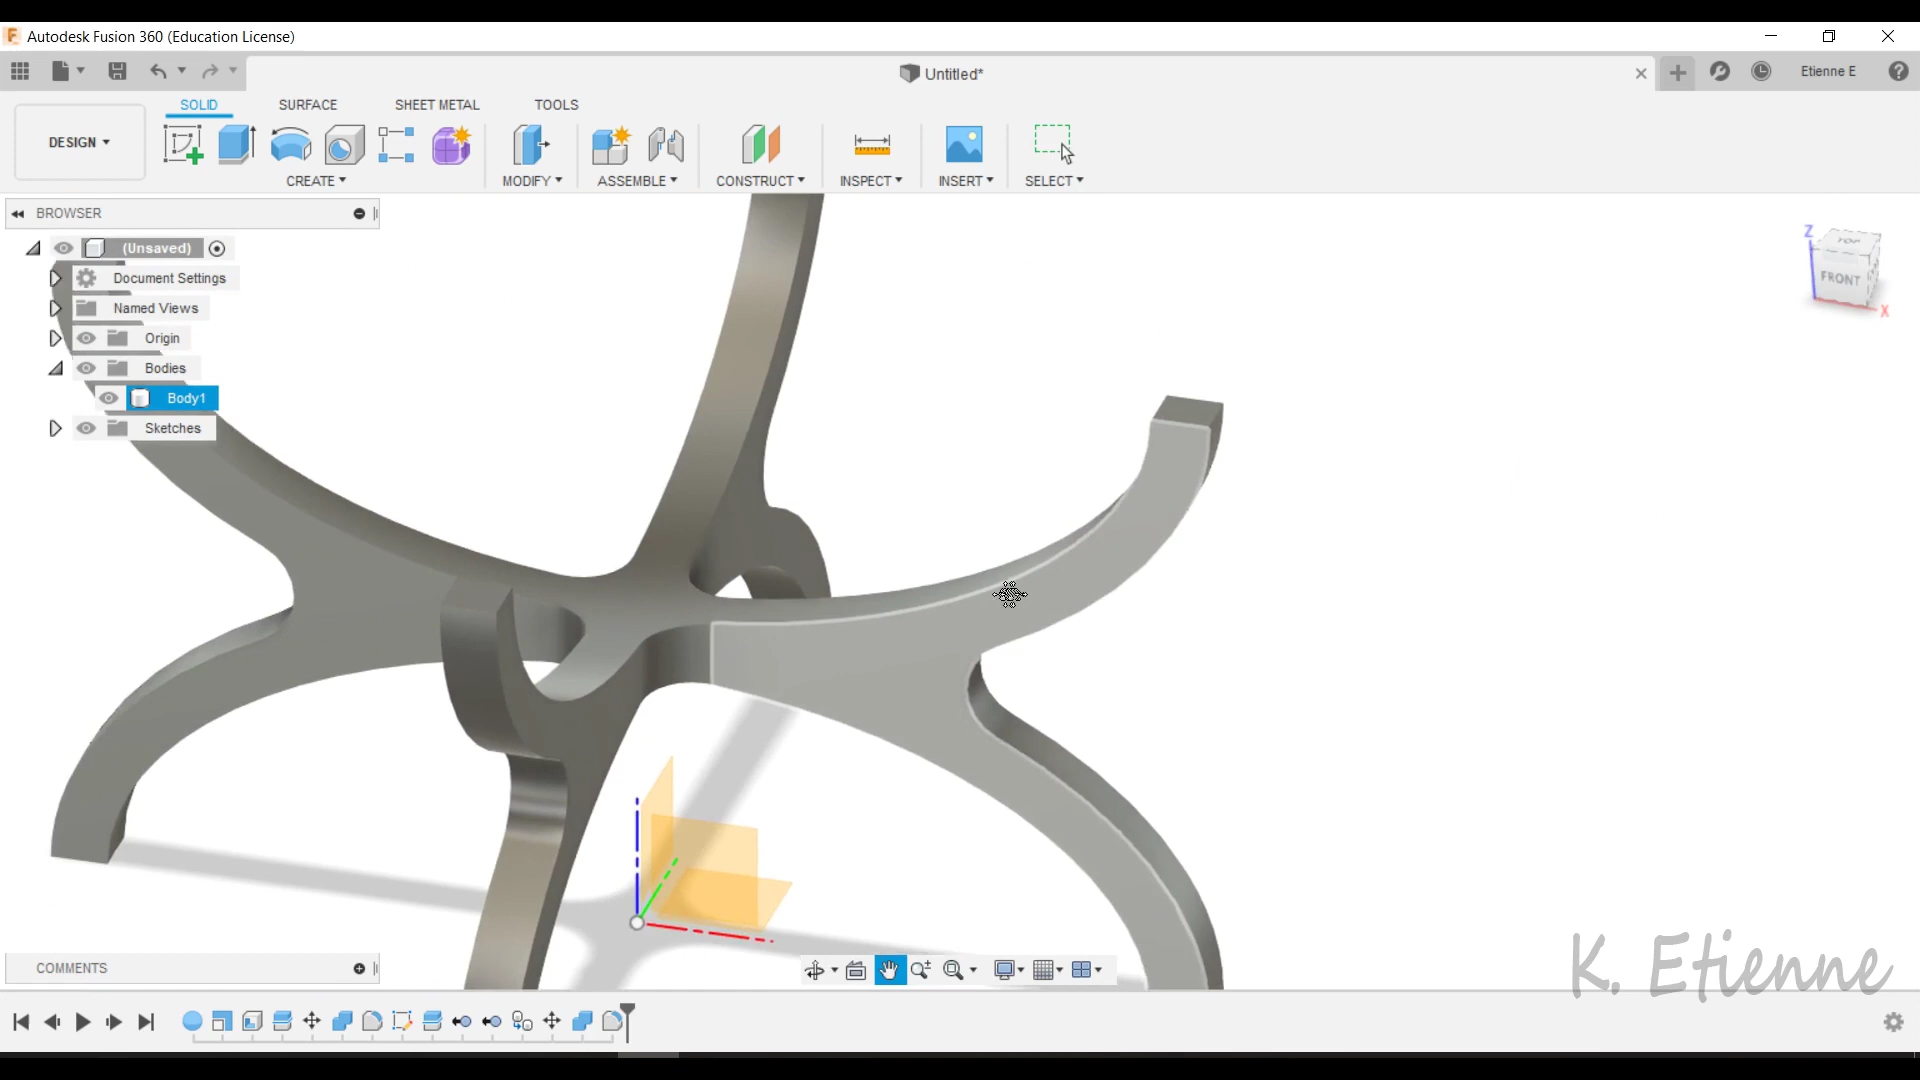 Autodesk Fusion 360 (Education License)
Untitled*
Etienne E
SOLID
SURFACE
SHEET METAL
TOOLS
DESIGN
CREATE
MODIFY
ASSEMBLE
CONSTRUCT
INSPECT
INSERT
SELECT
BROWSER
(Unsaved)
Document Settings
Named Views
Origin
Bodies
Body1
Sketches
Z
TOP
FRONT
X
COMMENTS
K. Etienne